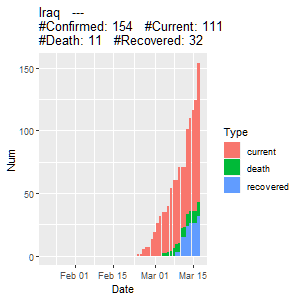 Iraq   ---
#Confirmed: 154   #Current: 111
#Death: 11   #Recovered: 32
150
100
50
0
Num
Feb 01
Feb 15
Mar 01
Mar 15
Date
Type
current
death
recovered